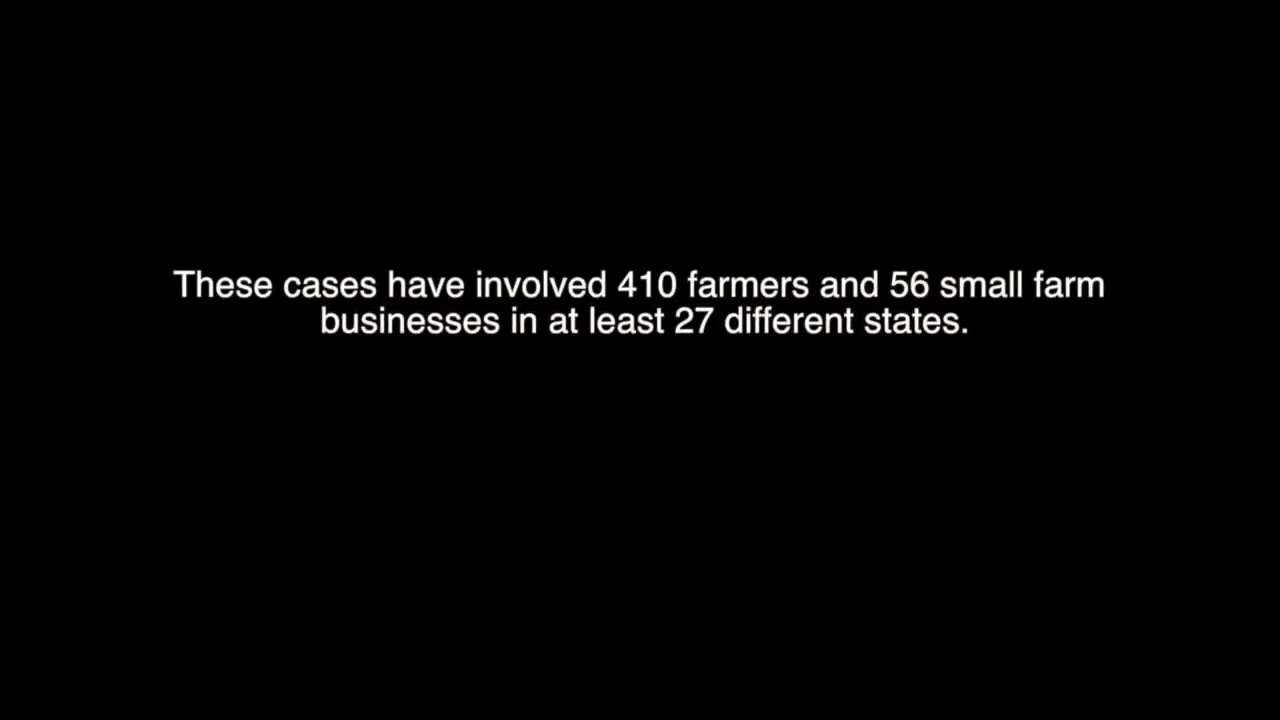 These cases have involved 410 farmers and 56 small farm
businesses in at least 27 different states.